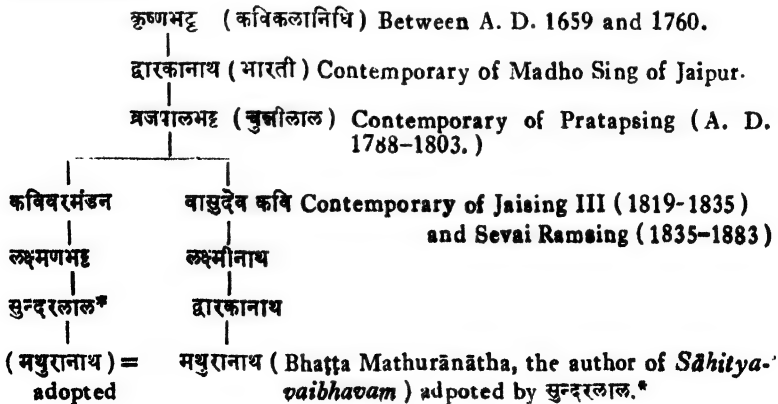 कृष्णभट्ट (कविकलानिधि) Between A. D. 1659 and 1760.
द्वारकानाथ (भारती) Contemporary of Madho Sing of Jaipur.
व्रजपालभट्ट (चुन्नीलाल) Contemporary of Pratapsing (A. D.
1788-1803.)
कविवरमंडन वासुदेव कवि Contemporary of Jaising III (1819-1835)
and Sevai Ramsing (1835-1883)
लक्ष्मणभट्ट लक्ष्मीनाथ
सुन्दरलाल* द्वारकानाथ
(मथुरानाथ) = मथुरानाथ (Bhaṭṭa Mathurānātha, the author of Sāhitya-
adopted vaibhavam) adpoted by सुन्दरलाल.*